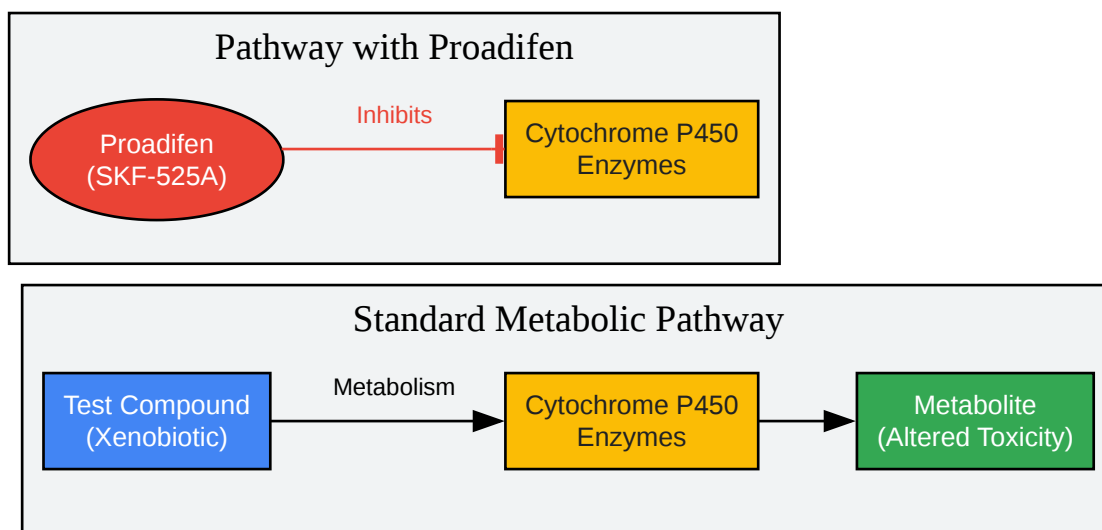 Pathway with Proadifen
Inhibits
Proadifen
(SKF-525A)
Cytochrome P450
Enzymes
Standard Metabolic Pathway
Test Compound
(Xenobiotic)
Metabolism
Cytochrome P450
Enzymes
Metabolite
(Altered Toxicity)